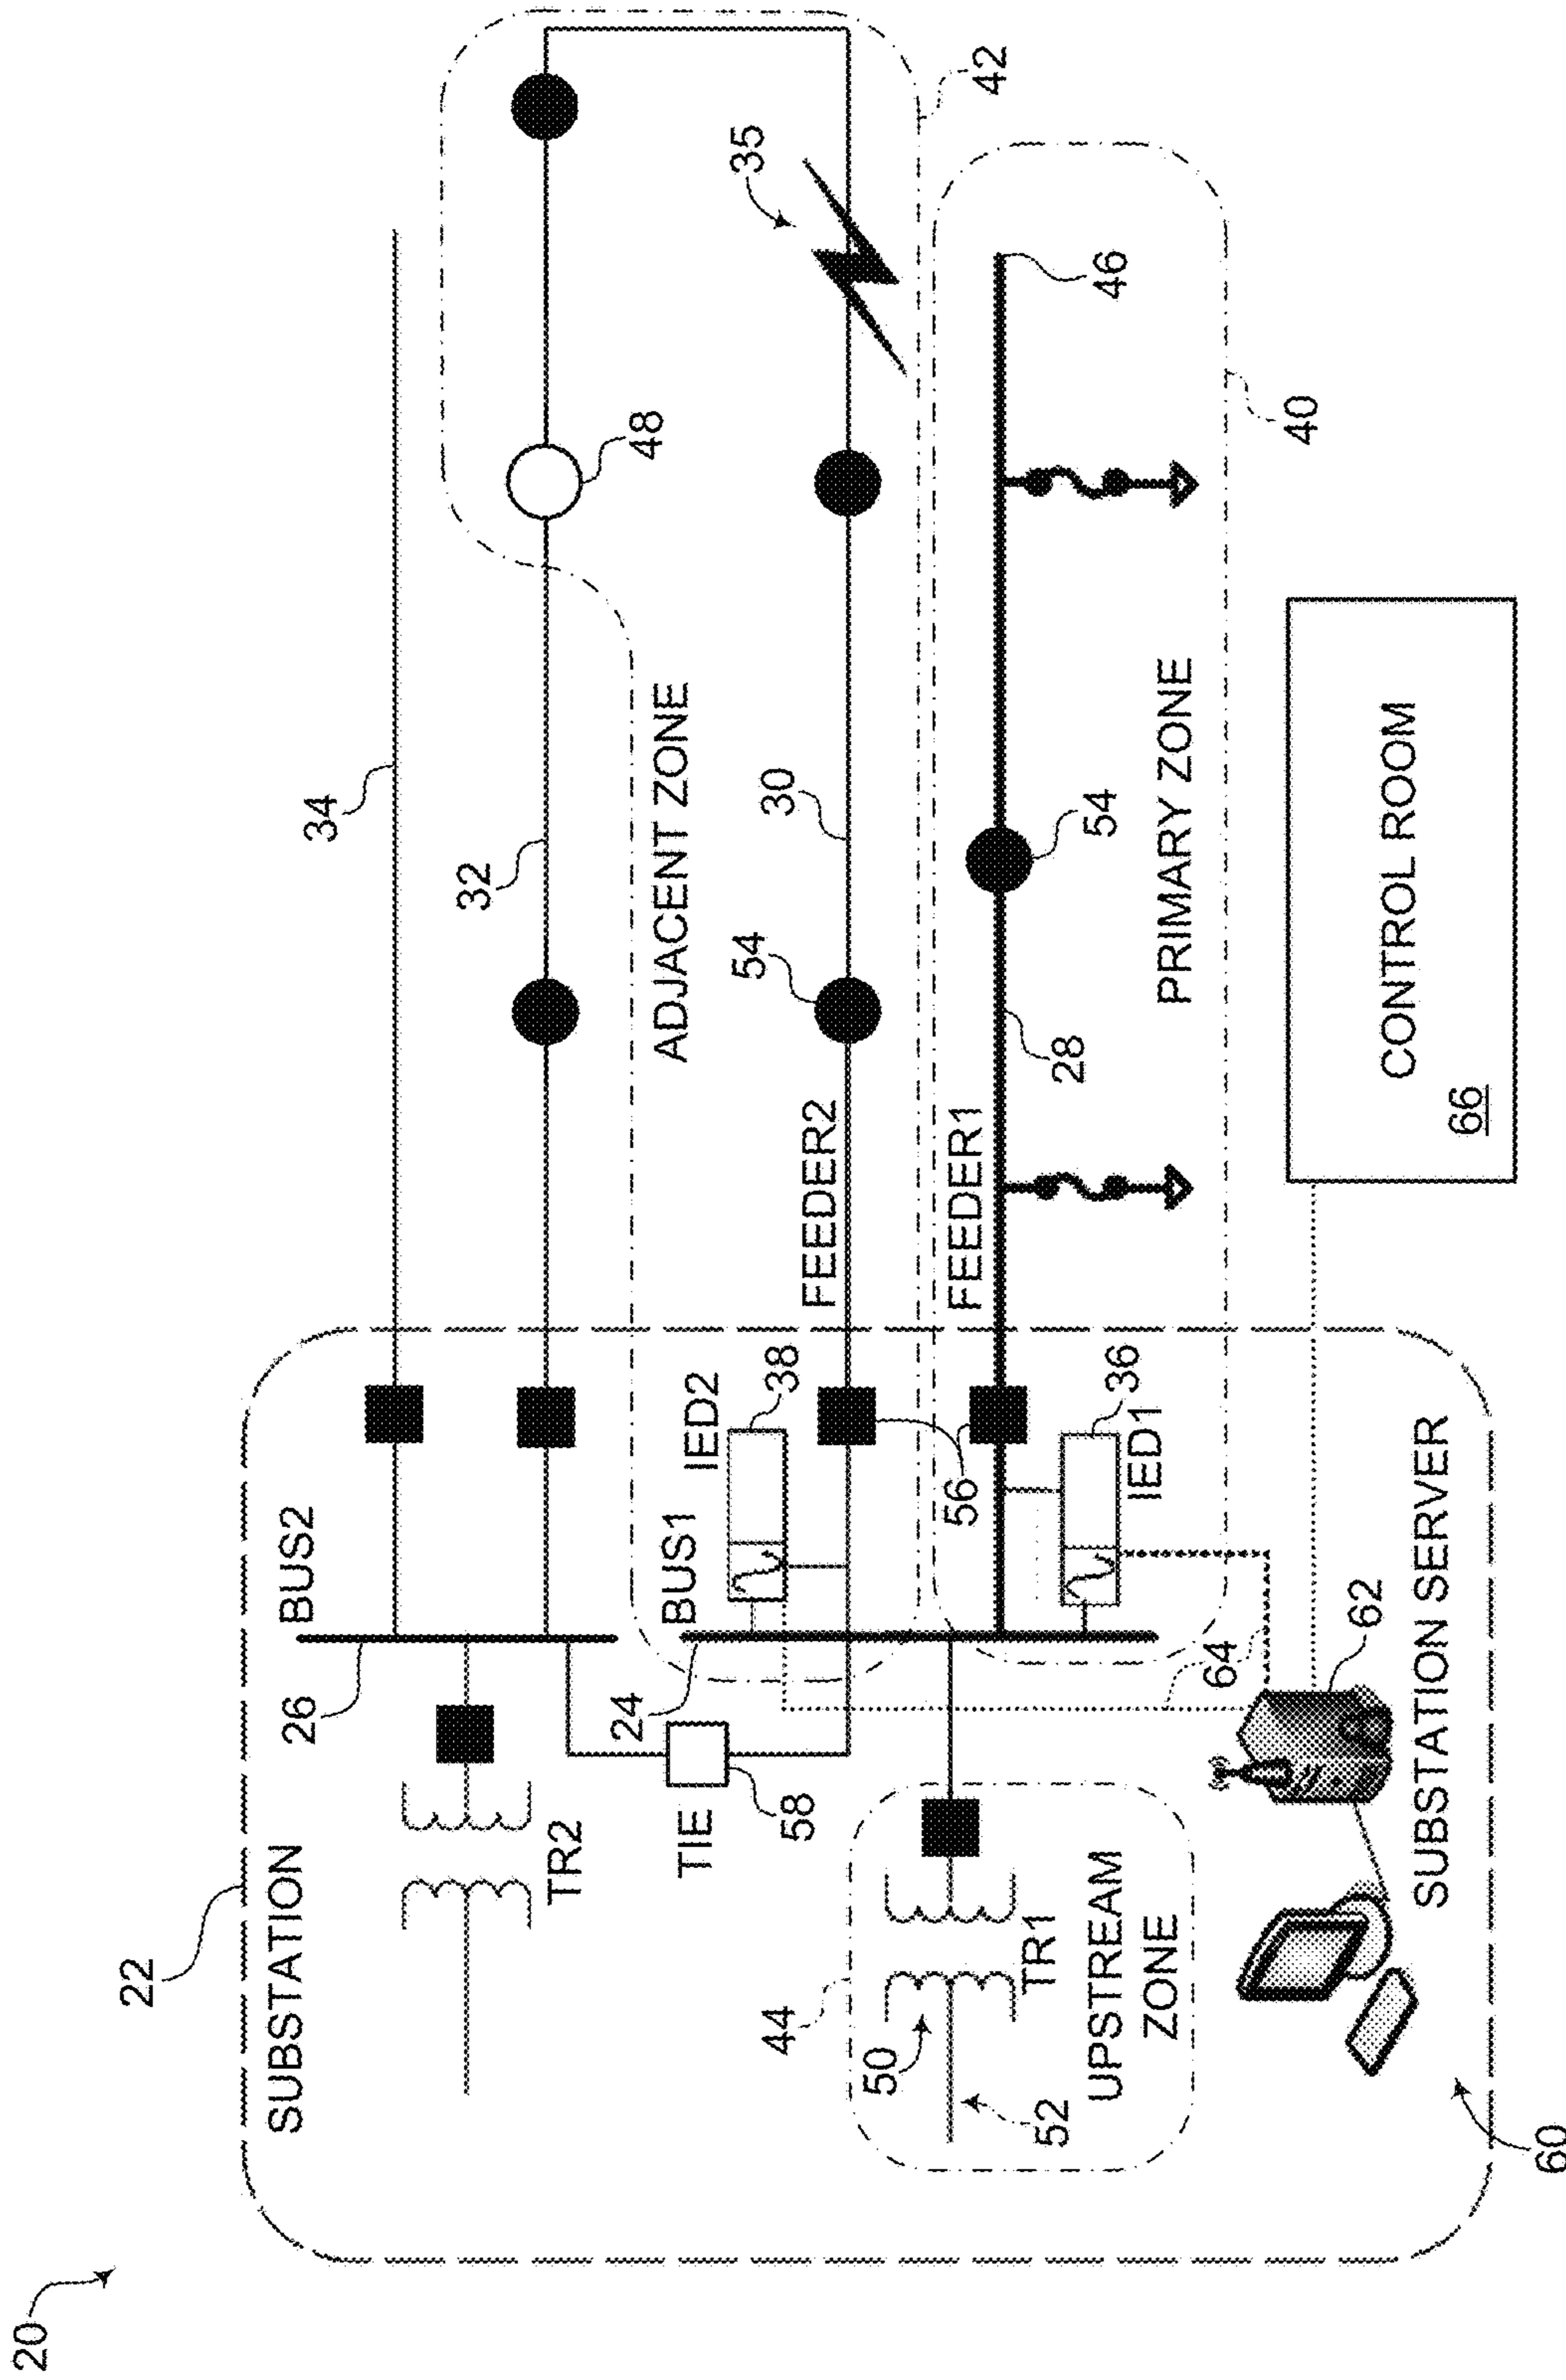 20
22
SUBSTATION
26
BUS2
34
32
TR2
TIE
58
24
BUS1
IED2
38
ADJACENT ZONE
48
35
42
FEEDER2
54
30
44
50
52
TR1
UPSTREAM
ZONE
56
FEEDER1
28
54
46
36
IED1
PRIMARY ZONE
40
64
62
SUBSTATION SERVER
60
CONTROL ROOM
66